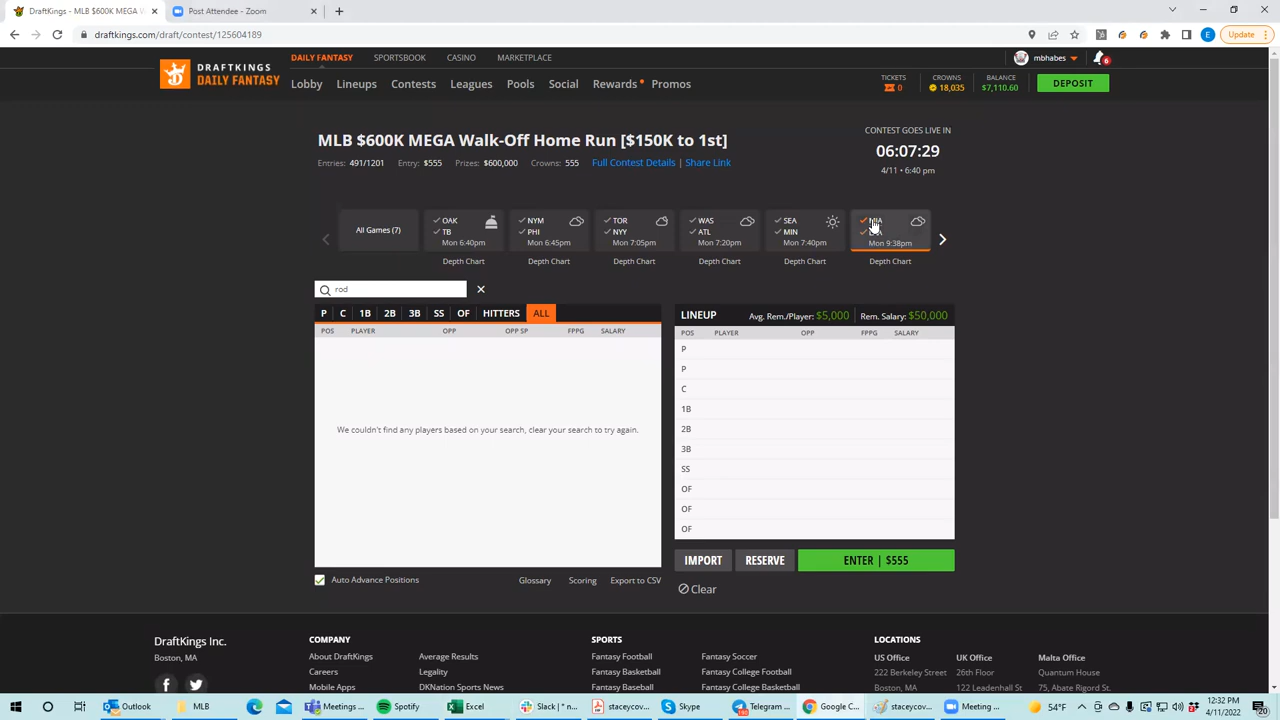 DraftKings - MLB $600K MEGA W
Post Attendee - Zoom
draftkings.com/draft/contest/125604189
E
Update
DRAFTKINGS
DAILY FANTASY
DAILY FANTASY
SPORTSBOOK
CASINO
MARKETPLACE
mbhabes
6
Lobby
Lineups
Contests
Leagues
Pools
Social
Rewards
Promos
TICKETS
0
CROWNS
18,035
BALANCE
$7,110.60
DEPOSIT
MLB $600K MEGA Walk-Off Home Run [$150K to 1st]
Entries: 491/1201
Entry: $555
Prizes: $600,000
Crowns: 555
Full Contest Details | Share Link
CONTEST GOES LIVE IN
06:07:29
4/11 • 6:40 pm
All Games (7)
OAK
TB
Mon 6:40pm
Depth Chart
NYM
PHI
Mon 6:45pm
Depth Chart
TOR
NYY
Mon 7:05pm
Depth Chart
WAS
ATL
Mon 7:20pm
Depth Chart
SEA
MIN
Mon 7:40pm
Depth Chart
MIA
Mon 9:38pm
Depth Chart
rod
P C 1B 2B 3B SS OF HITTERS ALL
POS PLAYER OPP OPP SP FPPG SALARY
We couldn't find any players based on your search, clear your search to try again.
Auto Advance Positions
Glossary
Scoring
Export to CSV
LINEUP
Avg. Rem./Player: $5,000
Rem. Salary: $50,000
POS PLAYER OPP FPPG SALARY
P
P
C
1B
2B
3B
SS
OF
OF
OF
IMPORT
RESERVE
ENTER | $555
Clear
DraftKings Inc.
Boston, MA
COMPANY
About DraftKings
Careers
Mobile Apps
Average Results
Legality
DKNation Sports News
SPORTS
Fantasy Football
Fantasy Basketball
Fantasy Baseball
Fantasy Soccer
Fantasy College Football
Fantasy College Basketball
LOCATIONS
US Office
222 Berkeley Street
Boston, MA
UK Office
26th Floor
122 Leadenhall St
Malta Office
Quantum House
75, Abate Rigord St.
Outlook
MLB
Meetings ...
Spotify
Excel
Slack | * n...
staceycov...
Skype
Telegram ...
Google C...
staceycov...
Meeting ...
54°F
12:32 PM
4/11/2022
20